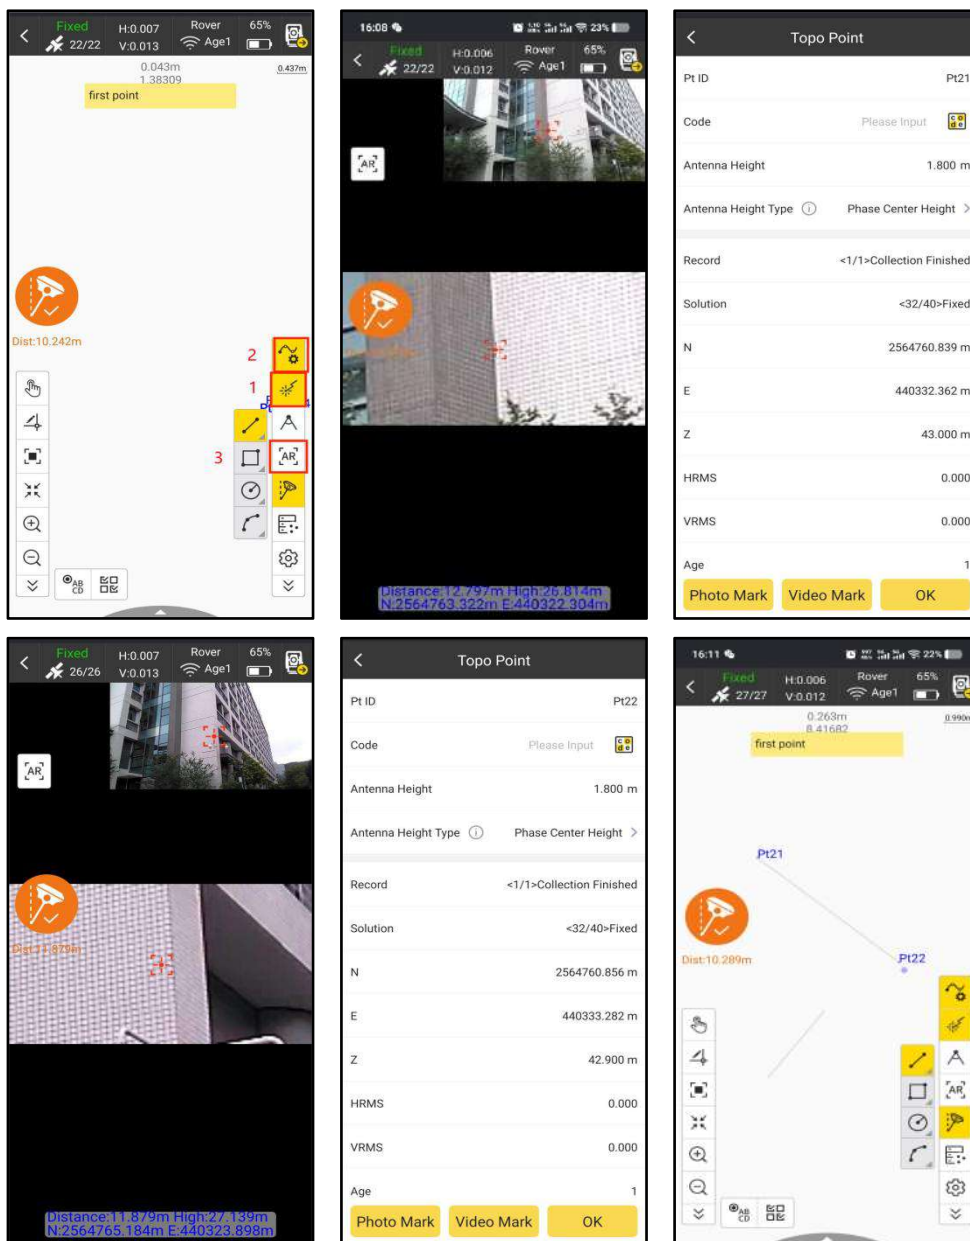 Fixed H:0.007 Rover 65%
22/22 V:0.013 Age1
0.043m
1.38309
0.437m
first point
Dist:10.242m
2
1
3
AR
AB
CD
16:08 23%
Fixed H:0.006 Rover 65%
22/22 V:0.012 Age1
AR
Distance:12.797m High:26.814m
N:2564763.322m E:440322.304m
Topo Point
Pt ID Pt21
Code Please Input code
Antenna Height 1.800 m
Antenna Height Type Phase Center Height >
Record <1/1>Collection Finished
Solution <32/40>Fixed
N 2564760.839 m
E 440332.362 m
Z 43.000 m
HRMS 0.000
VRMS 0.000
Age 1
Photo Mark Video Mark OK
Fixed H:0.007 Rover 65%
26/26 V:0.013 Age1
AR
Dist:11.879m
Distance:11.879m High:27.139m
N:2564765.184m E:440323.898m
Topo Point
Pt ID Pt22
Code Please Input code
Antenna Height 1.800 m
Antenna Height Type Phase Center Height >
Record <1/1>Collection Finished
Solution <32/40>Fixed
N 2564760.856 m
E 440333.282 m
Z 42.900 m
HRMS 0.000
VRMS 0.000
Age 1
Photo Mark Video Mark OK
16:11 22%
Fixed H:0.006 Rover 65%
27/27 V:0.012 Age1
0.263m
8.41682
0.990m
first point
Pt21
Dist:10.289m
Pt22
AR
AB
CD